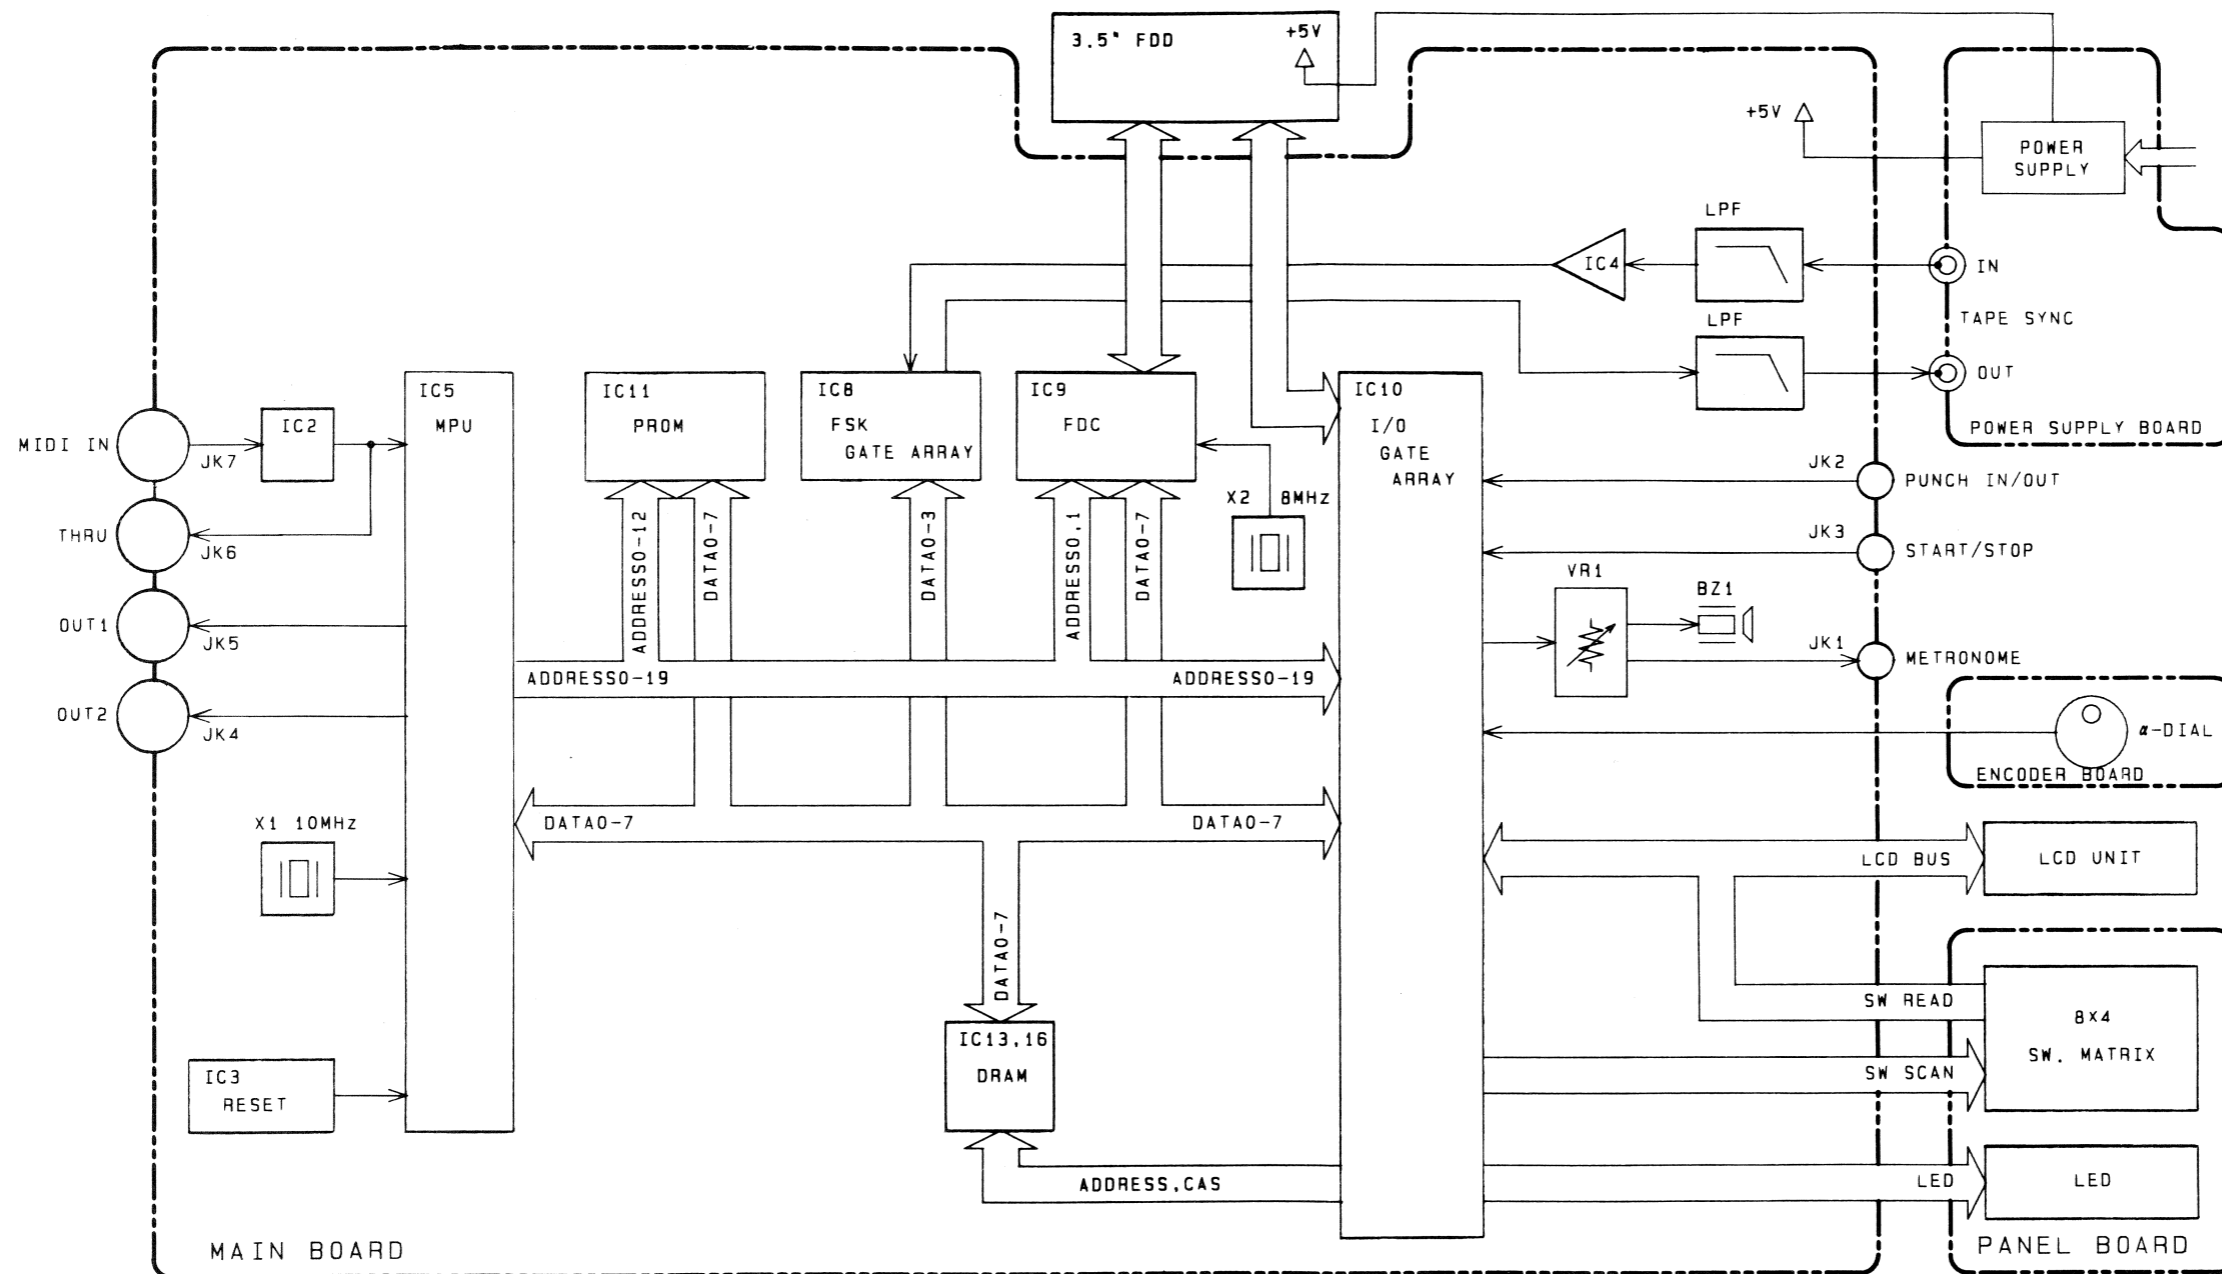 3.5" FDD
+5V
+5V
POWER
SUPPLY
LPF
IC4
IN
TAPE SYNC
LPF
OUT
POWER SUPPLY BOARD
IC5
MPU
IC11
PROM
IC8
FSK
GATE ARRAY
IC9
FDC
IC10
I/O
GATE
ARRAY
MIDI IN
JK7
IC2
THRU
JK6
OUT1
JK5
OUT2
JK4
X2 8MHz
JK2
PUNCH IN/OUT
JK3
START/STOP
VR1
BZ1
JK1
METRONOME
ADDRESS0-12
DATA0-7
DATA0-3
ADDRESS0,1
DATA0-7
ADDRESS0-19
ADDRESS0-19
α-DIAL
ENCODER BOARD
X1 10MHz
DATA0-7
DATA0-7
LCD BUS
LCD UNIT
DATA0-7
SW READ
8×4
SW. MATRIX
SW SCAN
IC13,16
DRAM
IC3
RESET
ADDRESS,CAS
LED
LED
MAIN BOARD
PANEL BOARD